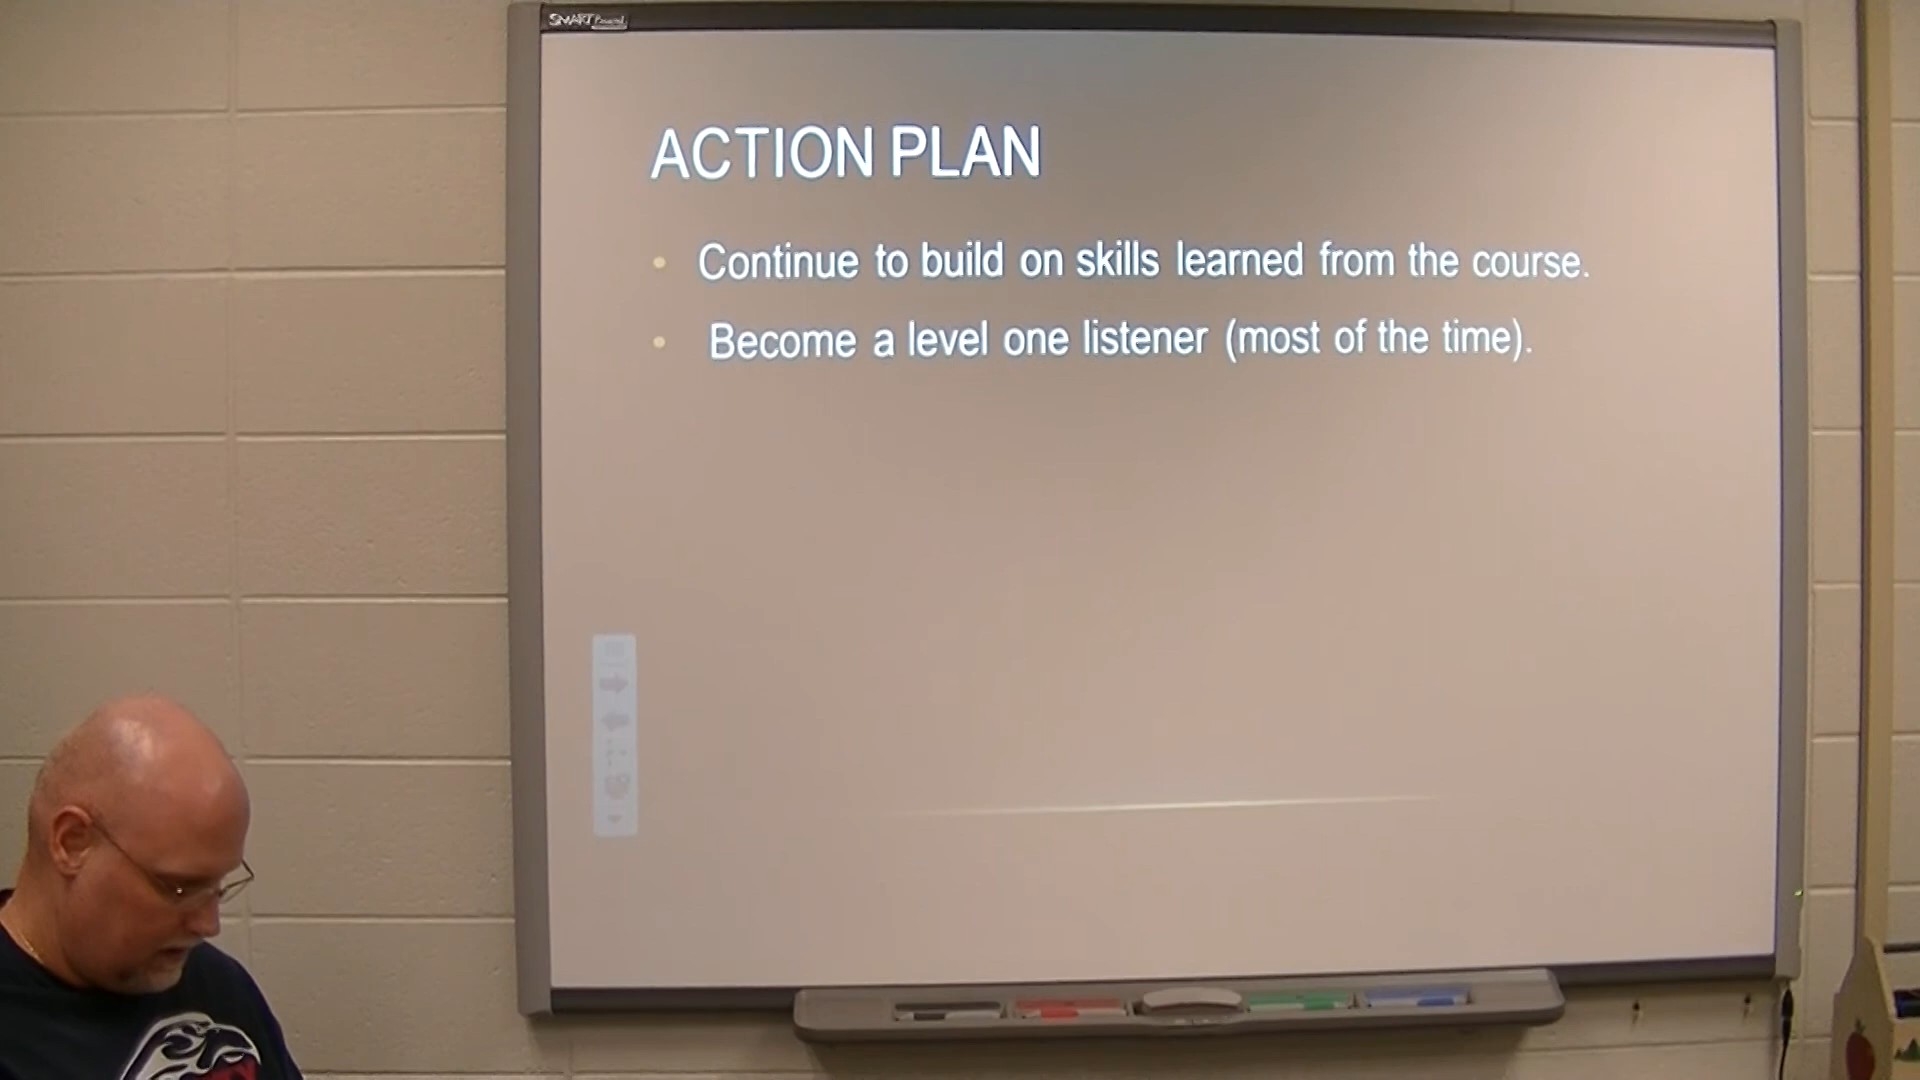 SMART
ACTION PLAN
• Continue to build on skills learned from the course.
• Become a level one listener (most of the time).